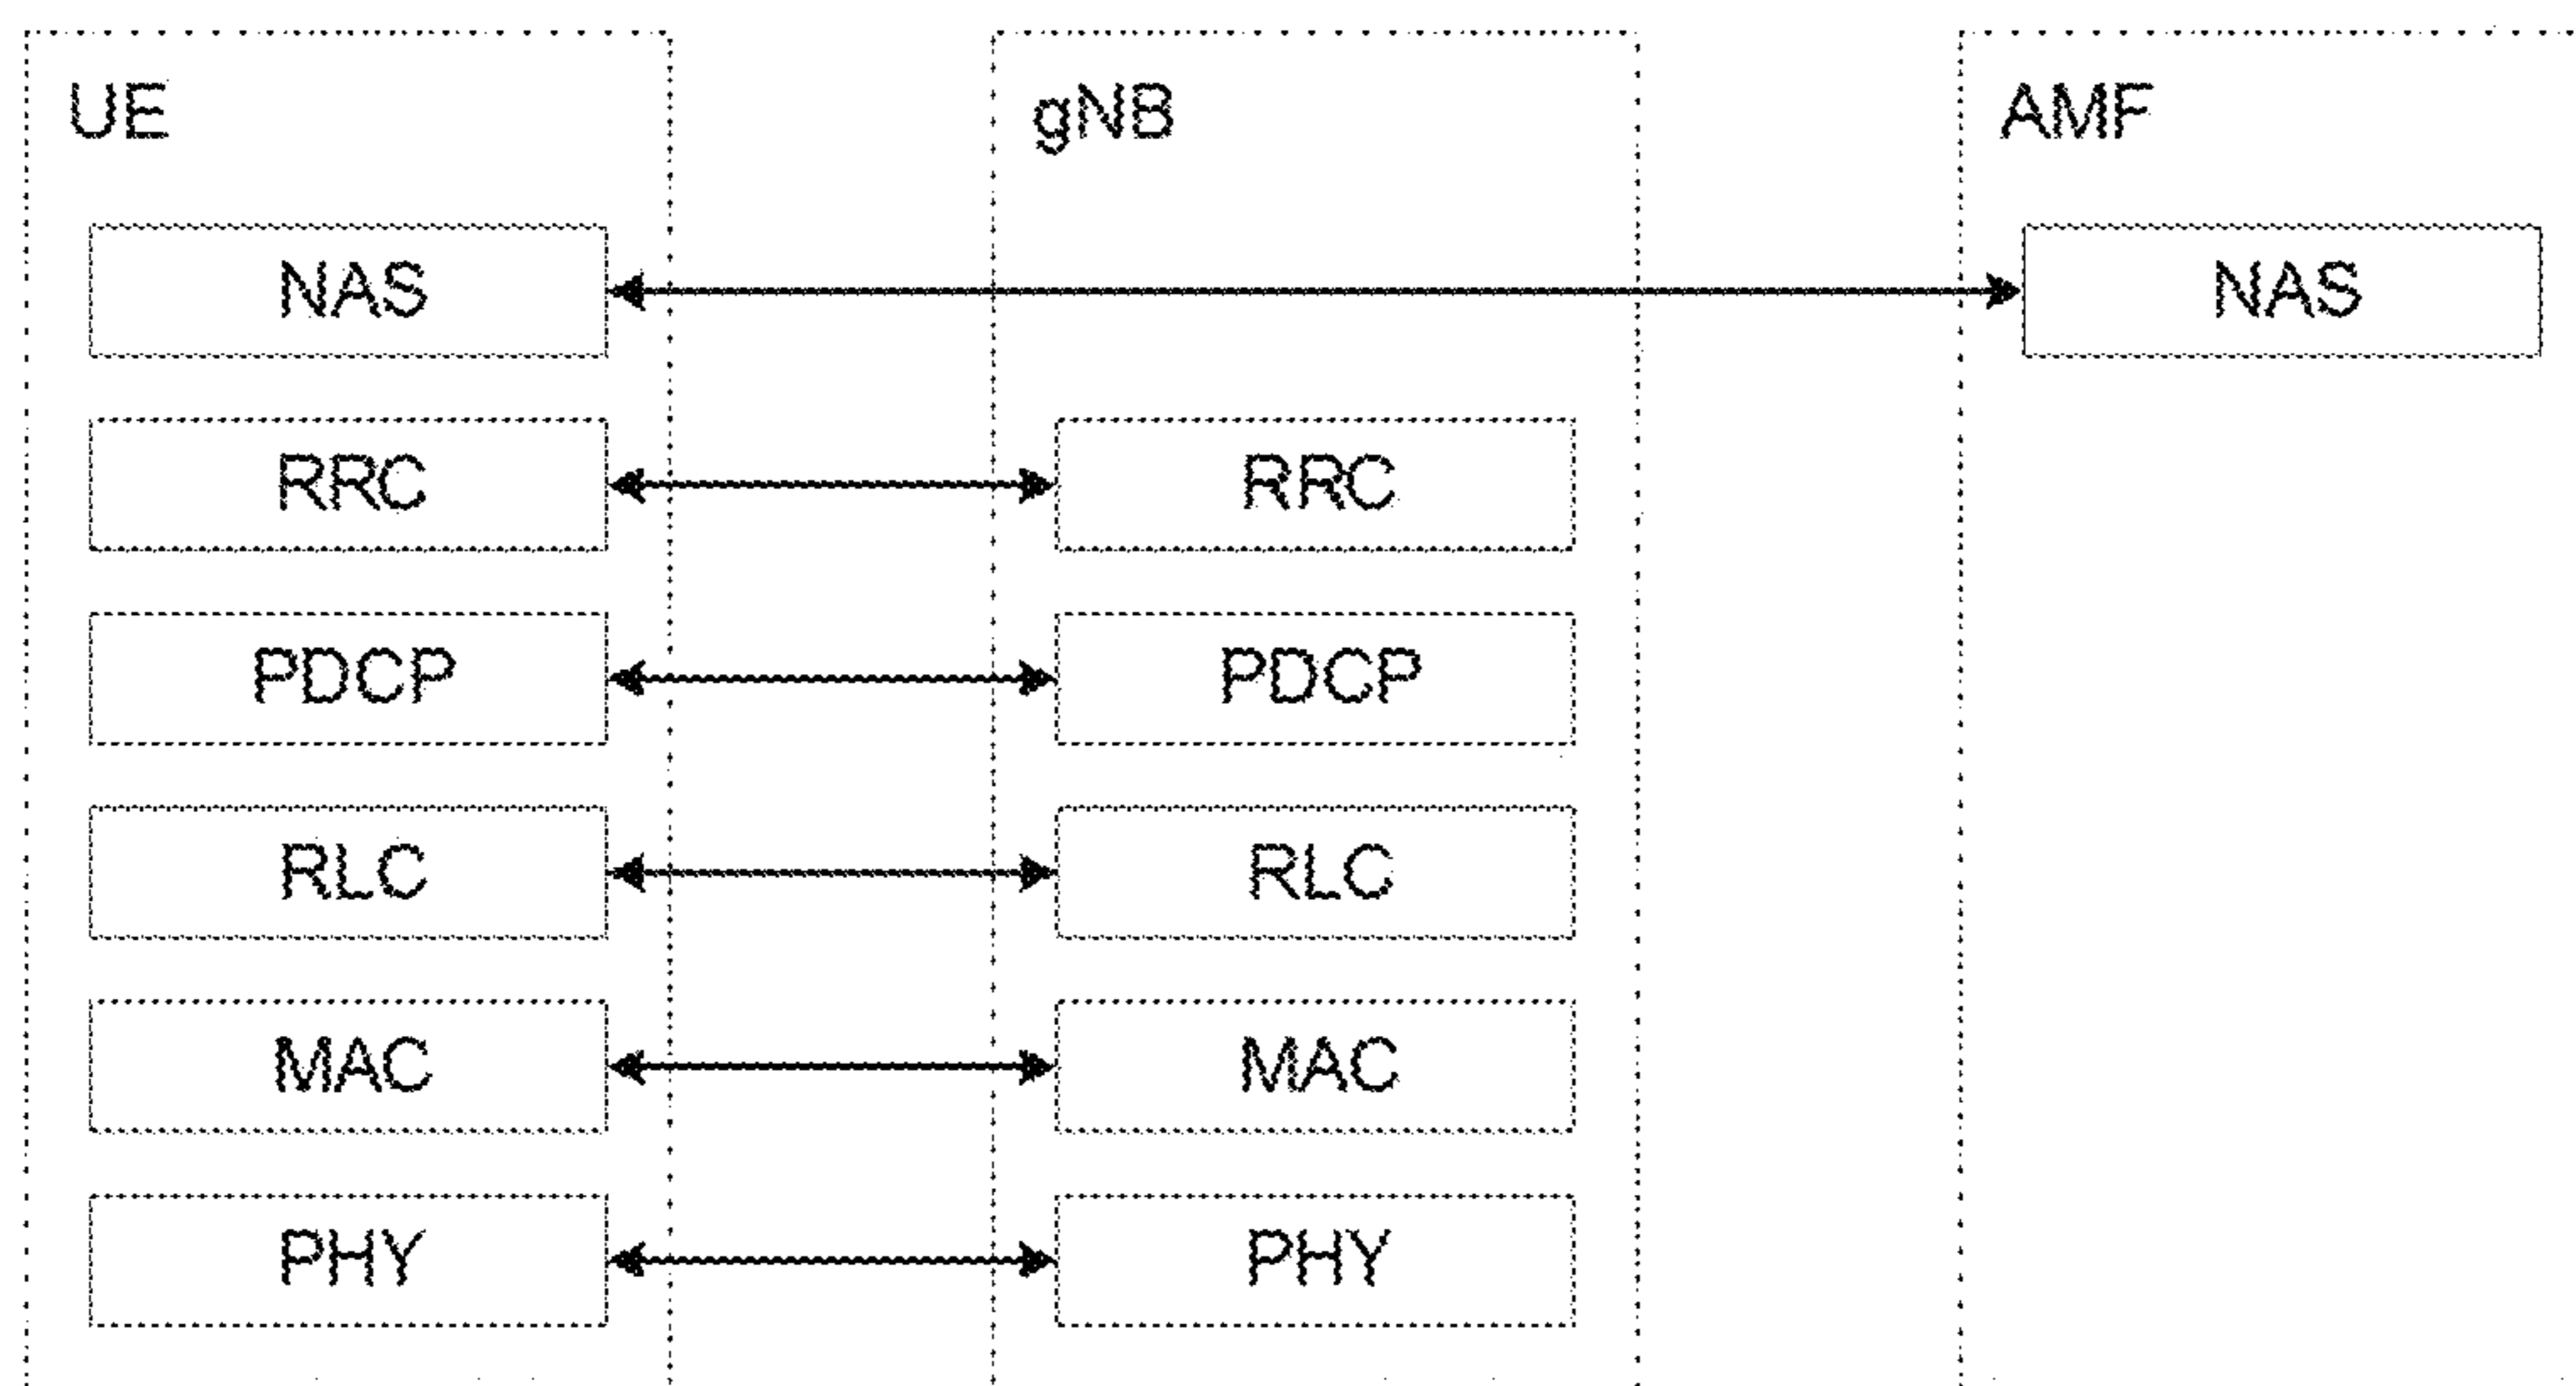 UE gNB AMF
NAS NAS
RRC RRC
PDCP PDCP
RLC RLC
MAC MAC
PHY PHY